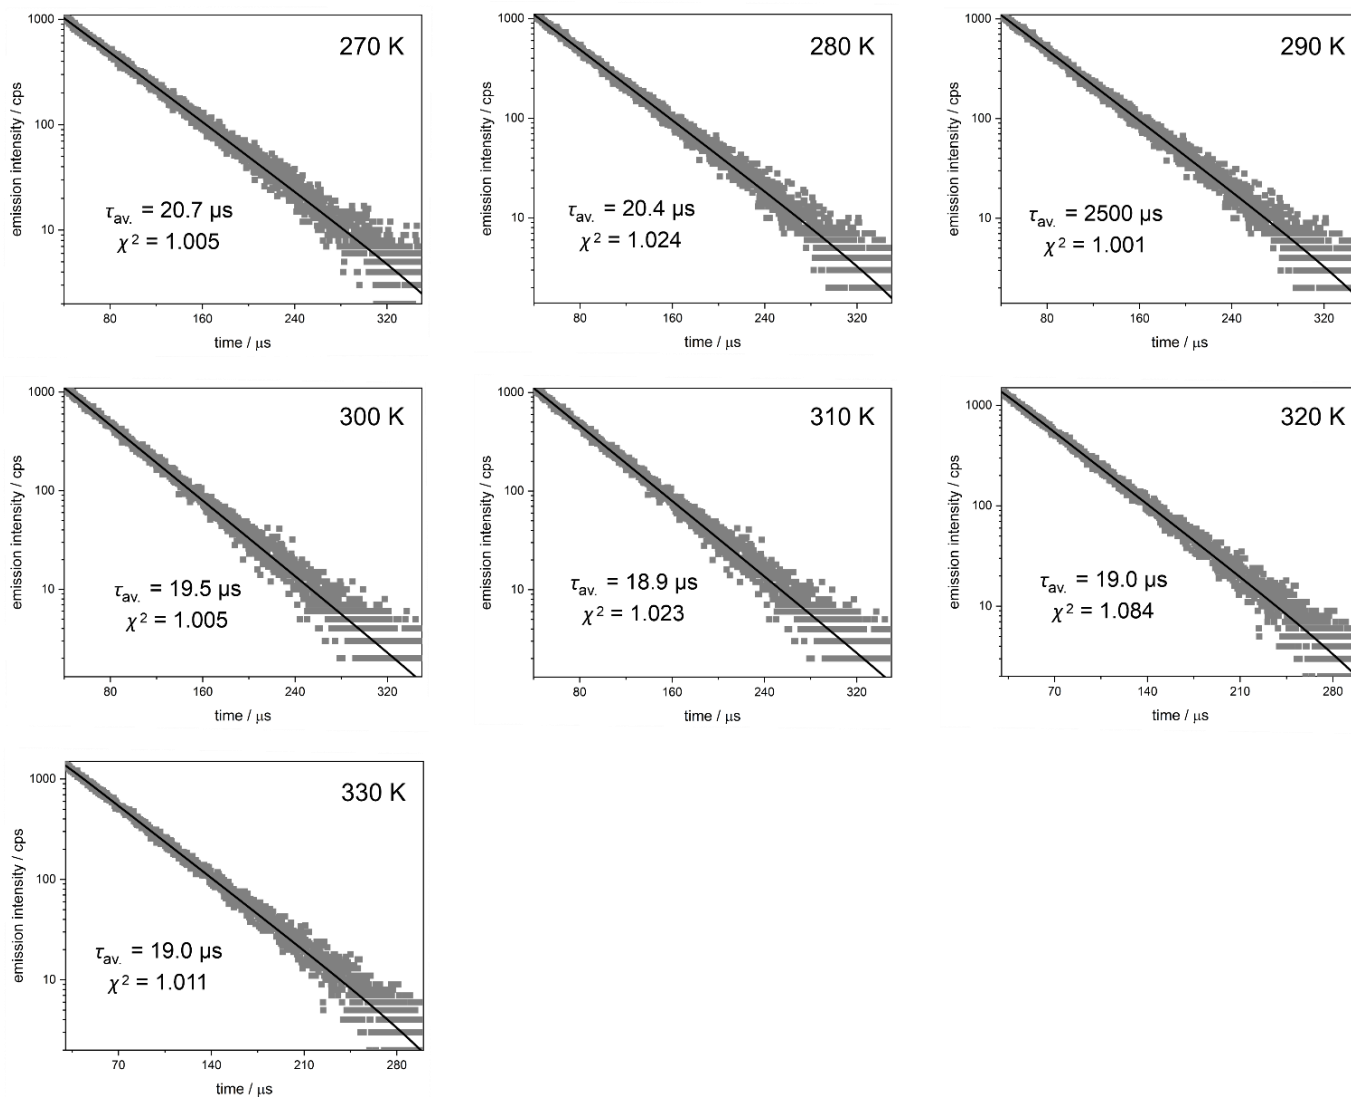 1000
100
10
emission intensity / cps
270 K
τav. = 20.7 µs
χ² = 1.005
80 160 240 320
time / µs
1000
100
10
emission intensity / cps
280 K
τav. = 20.4 µs
χ² = 1.024
80 160 240 320
time / µs
1000
100
10
emission intensity / cps
290 K
τav. = 2500 µs
χ² = 1.001
80 160 240 320
time / µs
1000
100
10
emission intensity / cps
300 K
τav. = 19.5 µs
χ² = 1.005
80 160 240 320
time / µs
1000
100
10
emission intensity / cps
310 K
τav. = 18.9 µs
χ² = 1.023
80 160 240 320
time / µs
1000
100
10
emission intensity / cps
320 K
τav. = 19.0 µs
χ² = 1.084
70 140 210 280
time / µs
1000
100
10
emission intensity / cps
330 K
τav. = 19.0 µs
χ² = 1.011
70 140 210 280
time / µs